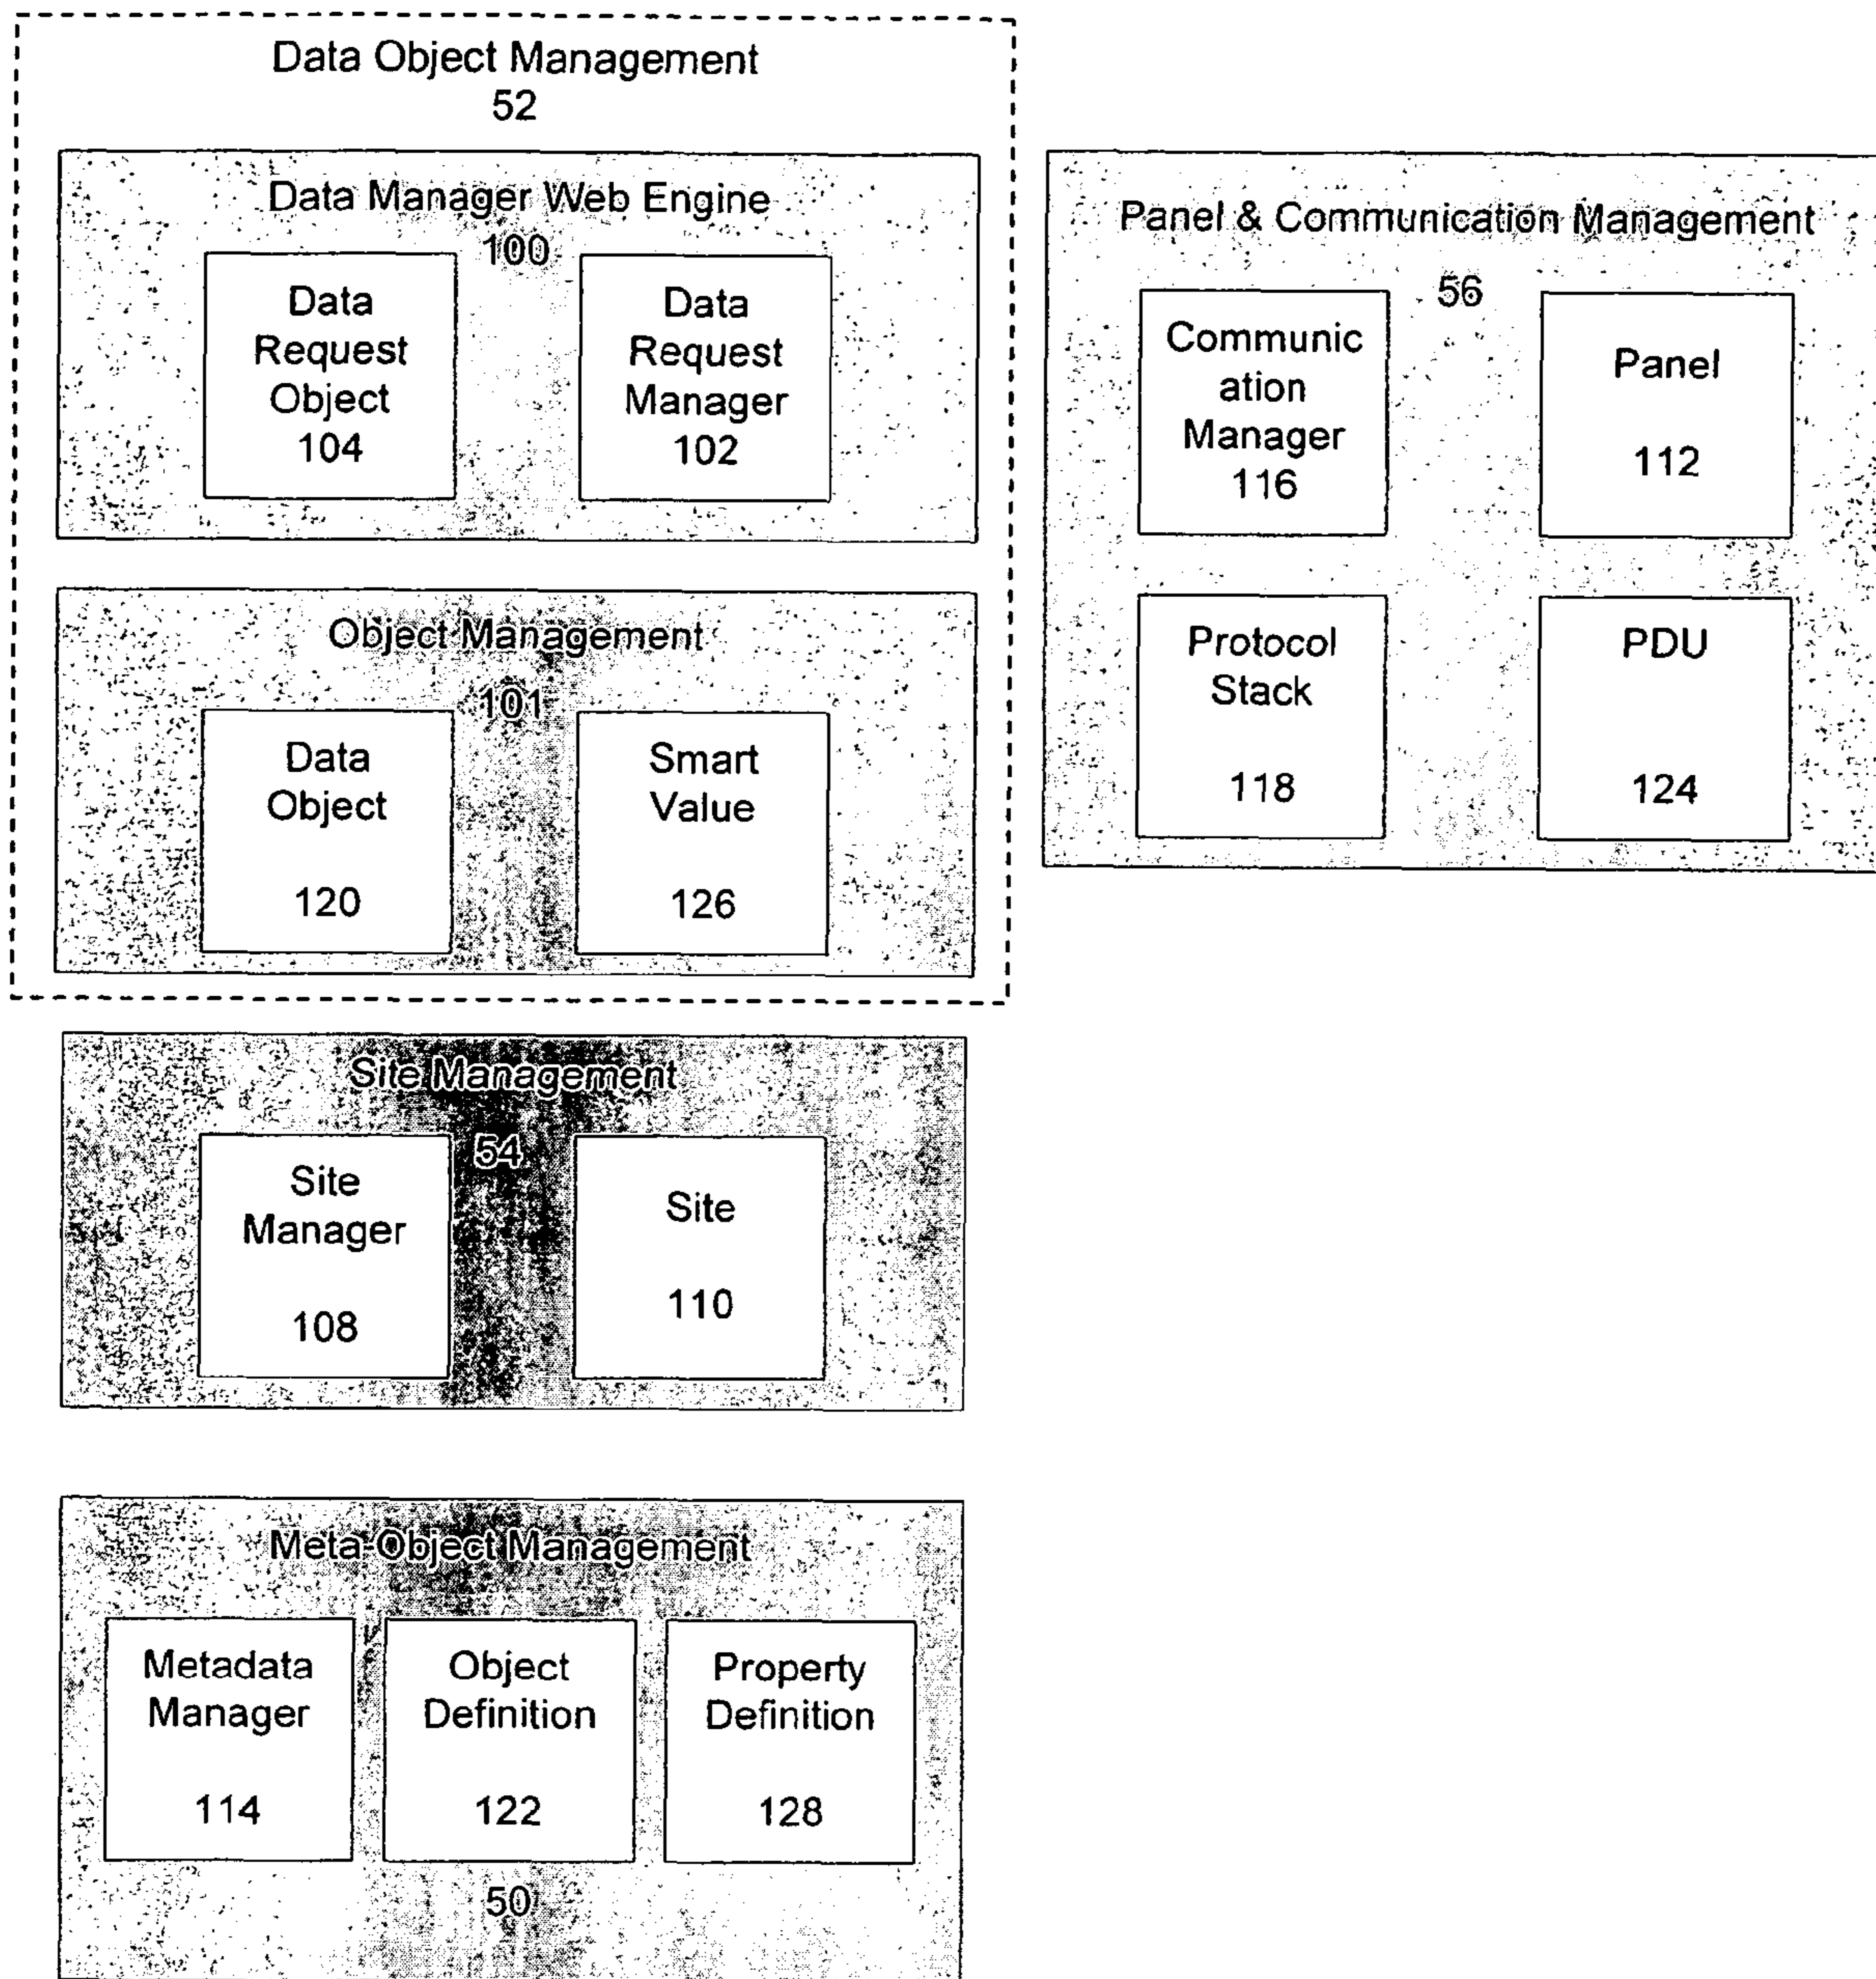 Data Object Management
52
Data Manager Web Engine
100
Data
Request
Object
104
Data
Request
Manager
102
Object Management
101
Data
Object
120
Smart
Value
126
Panel & Communication Management
56
Communic
ation
Manager
116
Panel
112
Protocol
Stack
118
PDU
124
Site Management
54
Site
Manager
108
Site
110
Meta-Object Management
Metadata
Manager
114
Object
Definition
122
Property
Definition
128
50